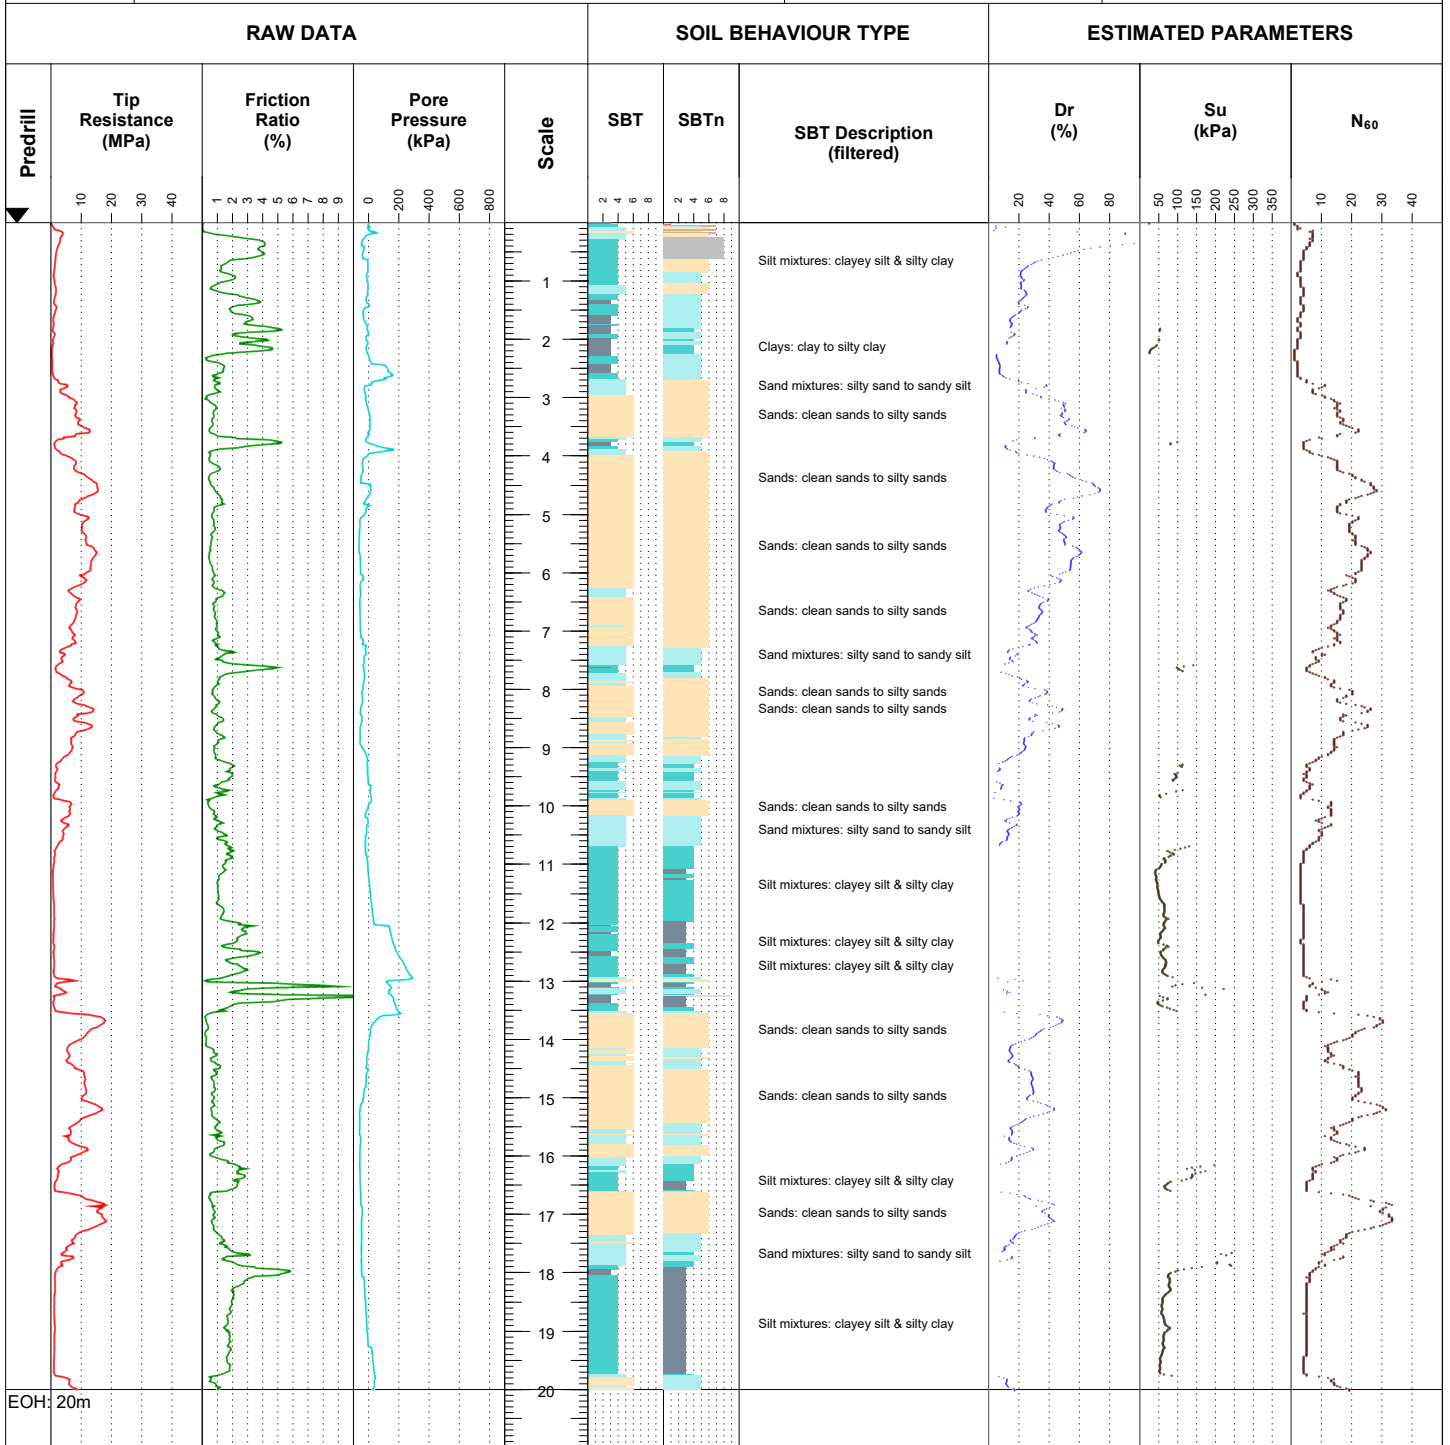 RAW DATA
SOIL BEHAVIOUR TYPE
ESTIMATED PARAMETERS
Predrill
Tip
Resistance
(MPa)
Friction
Ratio
(%)
Pore
Pressure
(kPa)
Scale
SBT
SBTn
SBT Description
(filtered)
Dr
(%)
Su
(kPa)
N₆₀
10 20 30 40
1 2 3 4 5 6 7 8 9
0 200 400 600 800
2 4 6 8
2 4 6 8
20 40 60 80
50 100 150 200 250 300 350
10 20 30 40
Silt mixtures: clayey silt & silty clay
1
2
Clays: clay to silty clay
Sand mixtures: silty sand to sandy silt
3
Sands: clean sands to silty sands
4
Sands: clean sands to silty sands
5
Sands: clean sands to silty sands
6
Sands: clean sands to silty sands
7
Sand mixtures: silty sand to sandy silt
8
Sands: clean sands to silty sands
Sands: clean sands to silty sands
9
10
Sands: clean sands to silty sands
Sand mixtures: silty sand to sandy silt
11
Silt mixtures: clayey silt & silty clay
12
Silt mixtures: clayey silt & silty clay
Silt mixtures: clayey silt & silty clay
13
Sands: clean sands to silty sands
14
Sands: clean sands to silty sands
15
16
Silt mixtures: clayey silt & silty clay
Sands: clean sands to silty sands
17
Sand mixtures: silty sand to sandy silt
18
Silt mixtures: clayey silt & silty clay
19
20
EOH: 20m